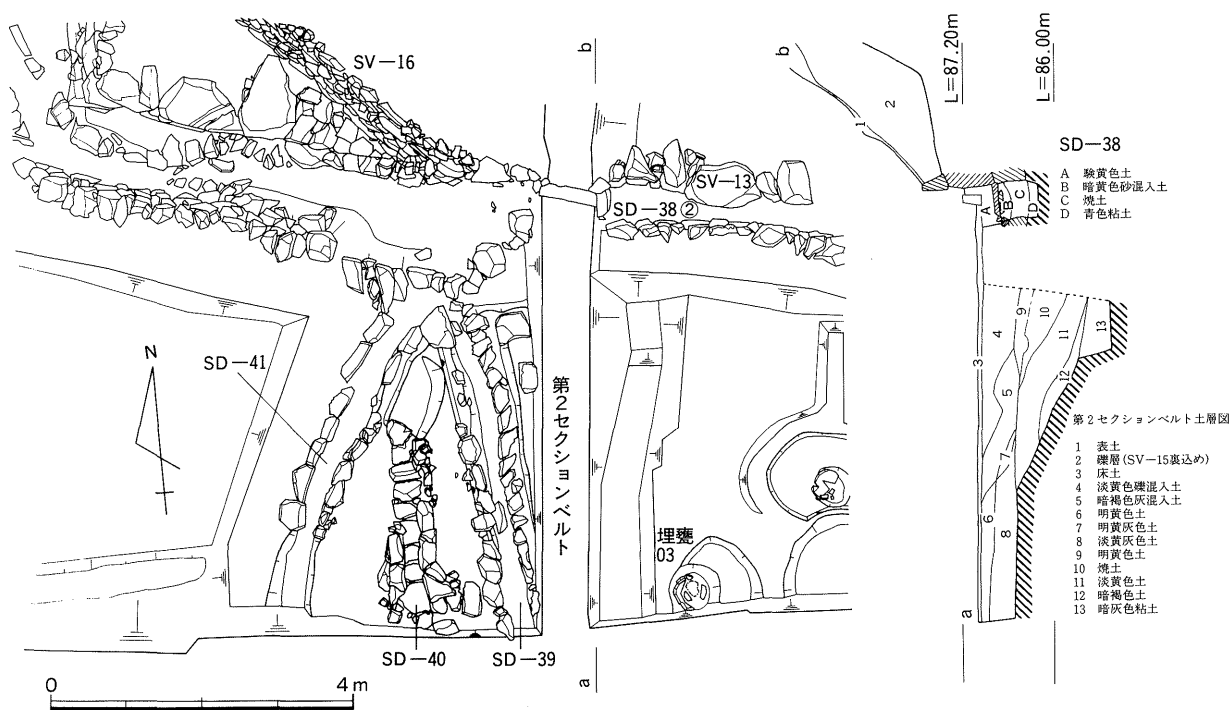 SV-16
b
b
L=87.20m
L=86.00m
2
1
SD-38
A 験黄色土
B 暗黄色砂混入土
C 焼土
D 青色粘土
SV-13
SD-38②
A
B
C
D
N
SD-41
第2セクションベルト
埋甕
03
3
4
9
10
11
13
5
12
7
6
8
第2セクションベルト土層図
1 表土
2 礫層(SV-15裏込め)
3 床土
4 淡黄色礫混入土
5 暗褐色灰混入土
6 明黄色土
7 明黄灰色土
8 淡黄灰色土
9 明黄色土
10 焼土
11 淡黄色土
12 暗褐色土
13 暗灰色粘土
SD-40
SD-39
a
a
0
4m